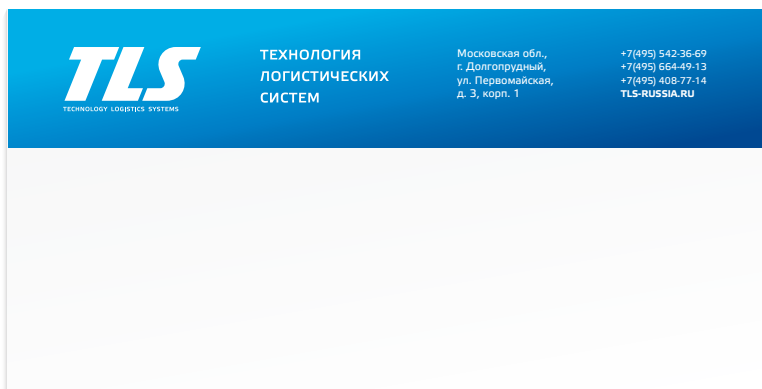 TLS
TECHNOLOGY LOGISTICS SYSTEMS
ТЕХНОЛОГИЯ
ЛОГИСТИЧЕСКИХ
СИСТЕМ
Московская обл.,
г. Долгопрудный,
ул. Первомайская,
д. 3, корп. 1
+7(495) 542-36-69
+7(495) 664-49-13
+7(495) 408-77-14
TLS-RUSSIA.RU